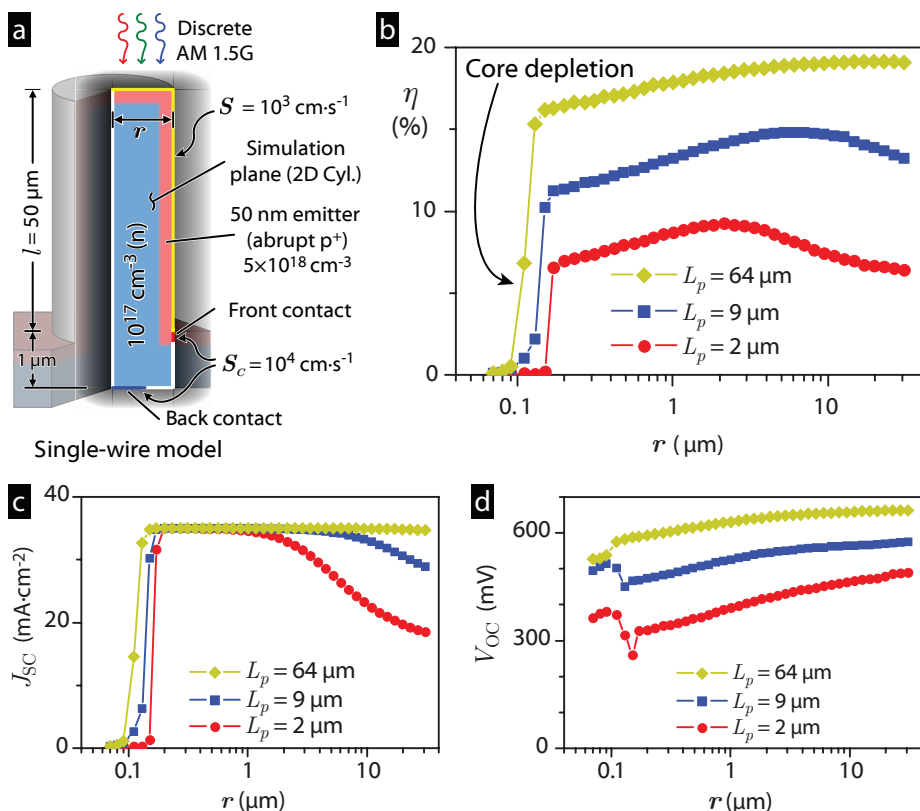 a
Discrete
AM 1.5G
S = 10³ cm·s⁻¹
r
Simulation
plane (2D Cyl.)
l = 50 µm
50 nm emitter
(abrupt p⁺)
5×10¹⁸ cm⁻³
10¹⁷ cm⁻³ (n)
Front contact
1 µm
S_c = 10⁴ cm·s⁻¹
Back contact
Single-wire model
b
20
Core depletion
η
(%)
10
L_p = 64 µm
L_p = 9 µm
L_p = 2 µm
0
0.1 1 10
r (µm)
c
40
J_SC (mA·cm⁻²)
20
L_p = 64 µm
L_p = 9 µm
L_p = 2 µm
0
0.1 1 10
r (µm)
d
600
V_OC (mV)
300
L_p = 64 µm
L_p = 9 µm
L_p = 2 µm
0
0.1 1 10
r (µm)